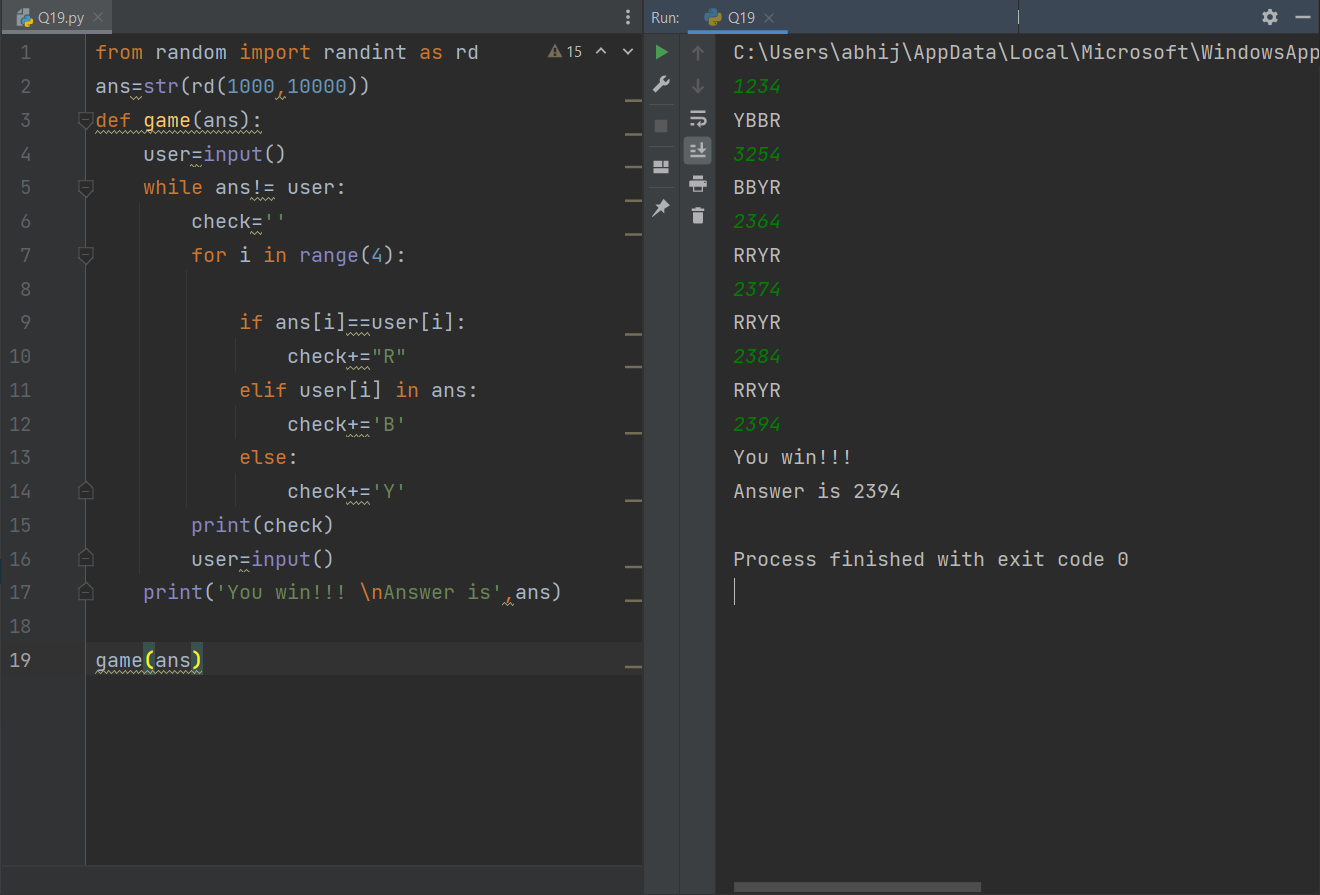 Q19.py
1 from random import randint as rd
15
2 ans=str(rd(1000,10000))
3 def game(ans):
4     user=input()
5     while ans!= user:
6         check=''
7         for i in range(4):
8
9             if ans[i]==user[i]:
10                 check+="R"
11             elif user[i] in ans:
12                 check+='B'
13             else:
14                 check+='Y'
15         print(check)
16         user=input()
17     print('You win!!! \nAnswer is',ans)
18
19 game(ans)
Run: Q19
C:\Users\abhij\AppData\Local\Microsoft\WindowsApp
1234
YBBR
3254
BBYR
2364
RRYR
2374
RRYR
2384
RRYR
2394
You win!!!
Answer is 2394
Process finished with exit code 0